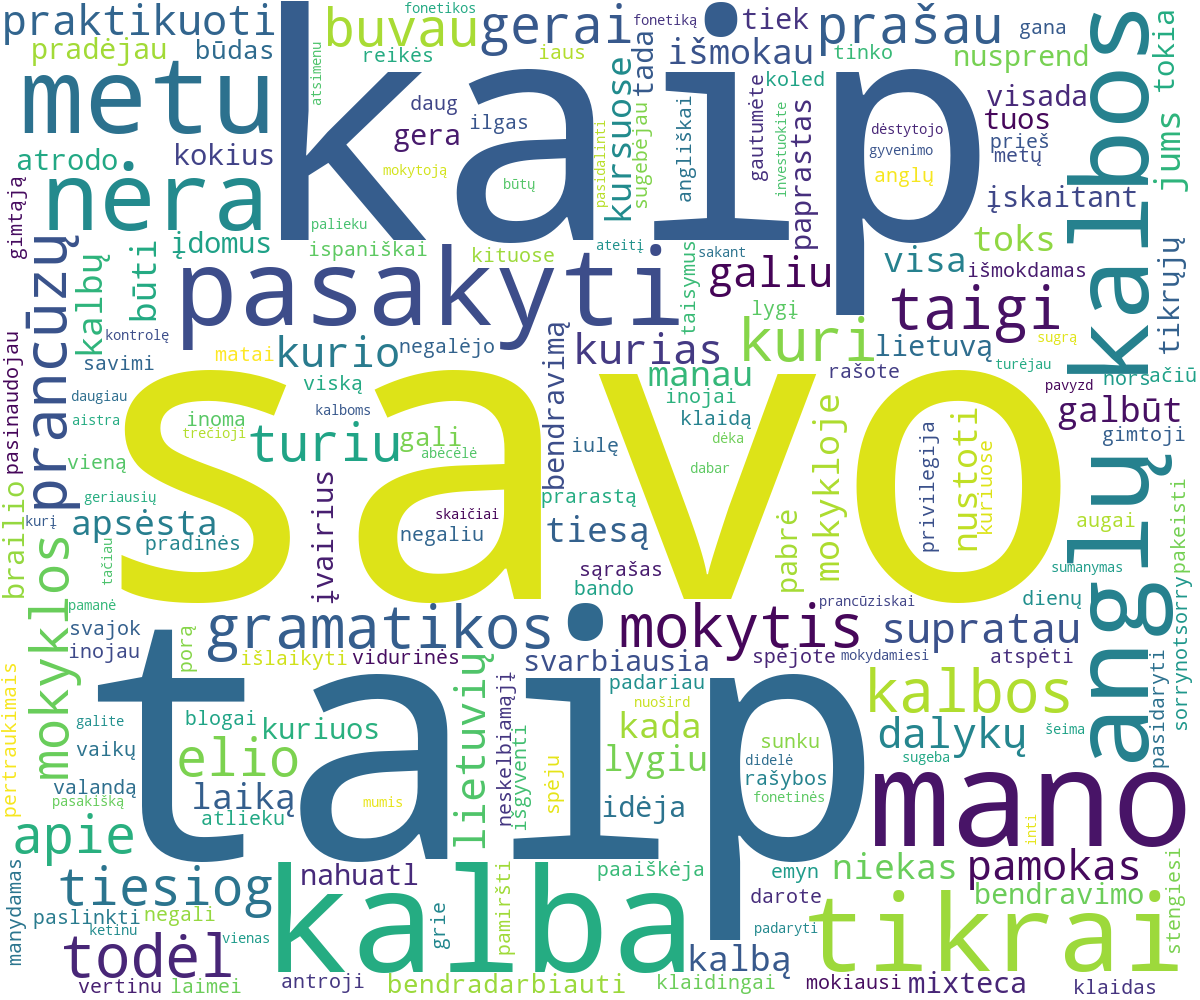 praktikuoti
fonetikos
buvau
gerai
fonetiką
tiek
prašau
gana
kalbos
tokia
pradėjau
būdas
reikės
iaus
išmokau
tada
tinko
nusprend
metu
atsimenu
kaip
daug
ilgas
kursuose
koled
visada
gera
pasidalinti
sugebėjau
angliškai
gautumėte
investuokite
paprastas
dėstytojo
tuos
prieš
metų
jums
atrodo
kokius
mokytoją
gyvenimo
anglų
gimtąją
nėra
būtų
įskaitant
palieku
įdomus
ispaniškai
kituose
ateitį
sakant
toks
prancūzų
kalbų
būti
pasakyti
taisymus
galiu
visa
išmokdamas
tikrųjų
lygį
taigi
kontrolę
savimi
matai
kurio
negalėjo
bendravimą
kurias
kuri
lietuvą
sugrą
pasinaudojau
daugiau
viską
manau
rašote
turėjau
pavyzd
nors
ačiū
aistra
inoma
kalboms
inojai
savo
trečioji
turiu
gali
klaidą
galbūt
abėcėlė
iulę
dėka
mokykloje
gimtoji
vieną
dabar
privilegija
nustoti
kuriuose
anglų
geriausių
įvairius
prarastą
pabrė
brailio
kurį
apsėsta
skaičiai
tiesą
augai
pakeisti
pradinės
negaliu
tačiau
sąrašas
sumanymas
bando
mokyklos
pamanė
prancūziskai
dienų
svajok
gramatikos
mokytis
supratau
inojau
porą
išlaikyti
vidurinės
svarbiausia
spėjote
mokydamiesi
atspėti
taip
lietuvių
neskelbiamąjį
padariau
kalbos
pasidaryti
sorrynotsorry
pertraukimais
nuošird
galite
blogai
kuriuos
kada
dalykų
šeima
vaikų
elio
sunku
lygiu
didelė
sugeba
valandą
išgyventi
spėju
rašybos
pasakišką
laiką
mumis
idėja
fonetinės
mano
atlieku
apie
inti
tiesiog
nahuatl
kalba
paaiškėja
emyn
niekas
pamokas
manydamas
pamiršti
darote
bendravimo
stengiesi
paslinkti
negali
grie
tikrai
ketinu
vienas
padaryti
todėl
kalbą
vertinu
laimei
antroji
bendradarbiauti
klaidingai
mokiausi
mixteca
klaidas